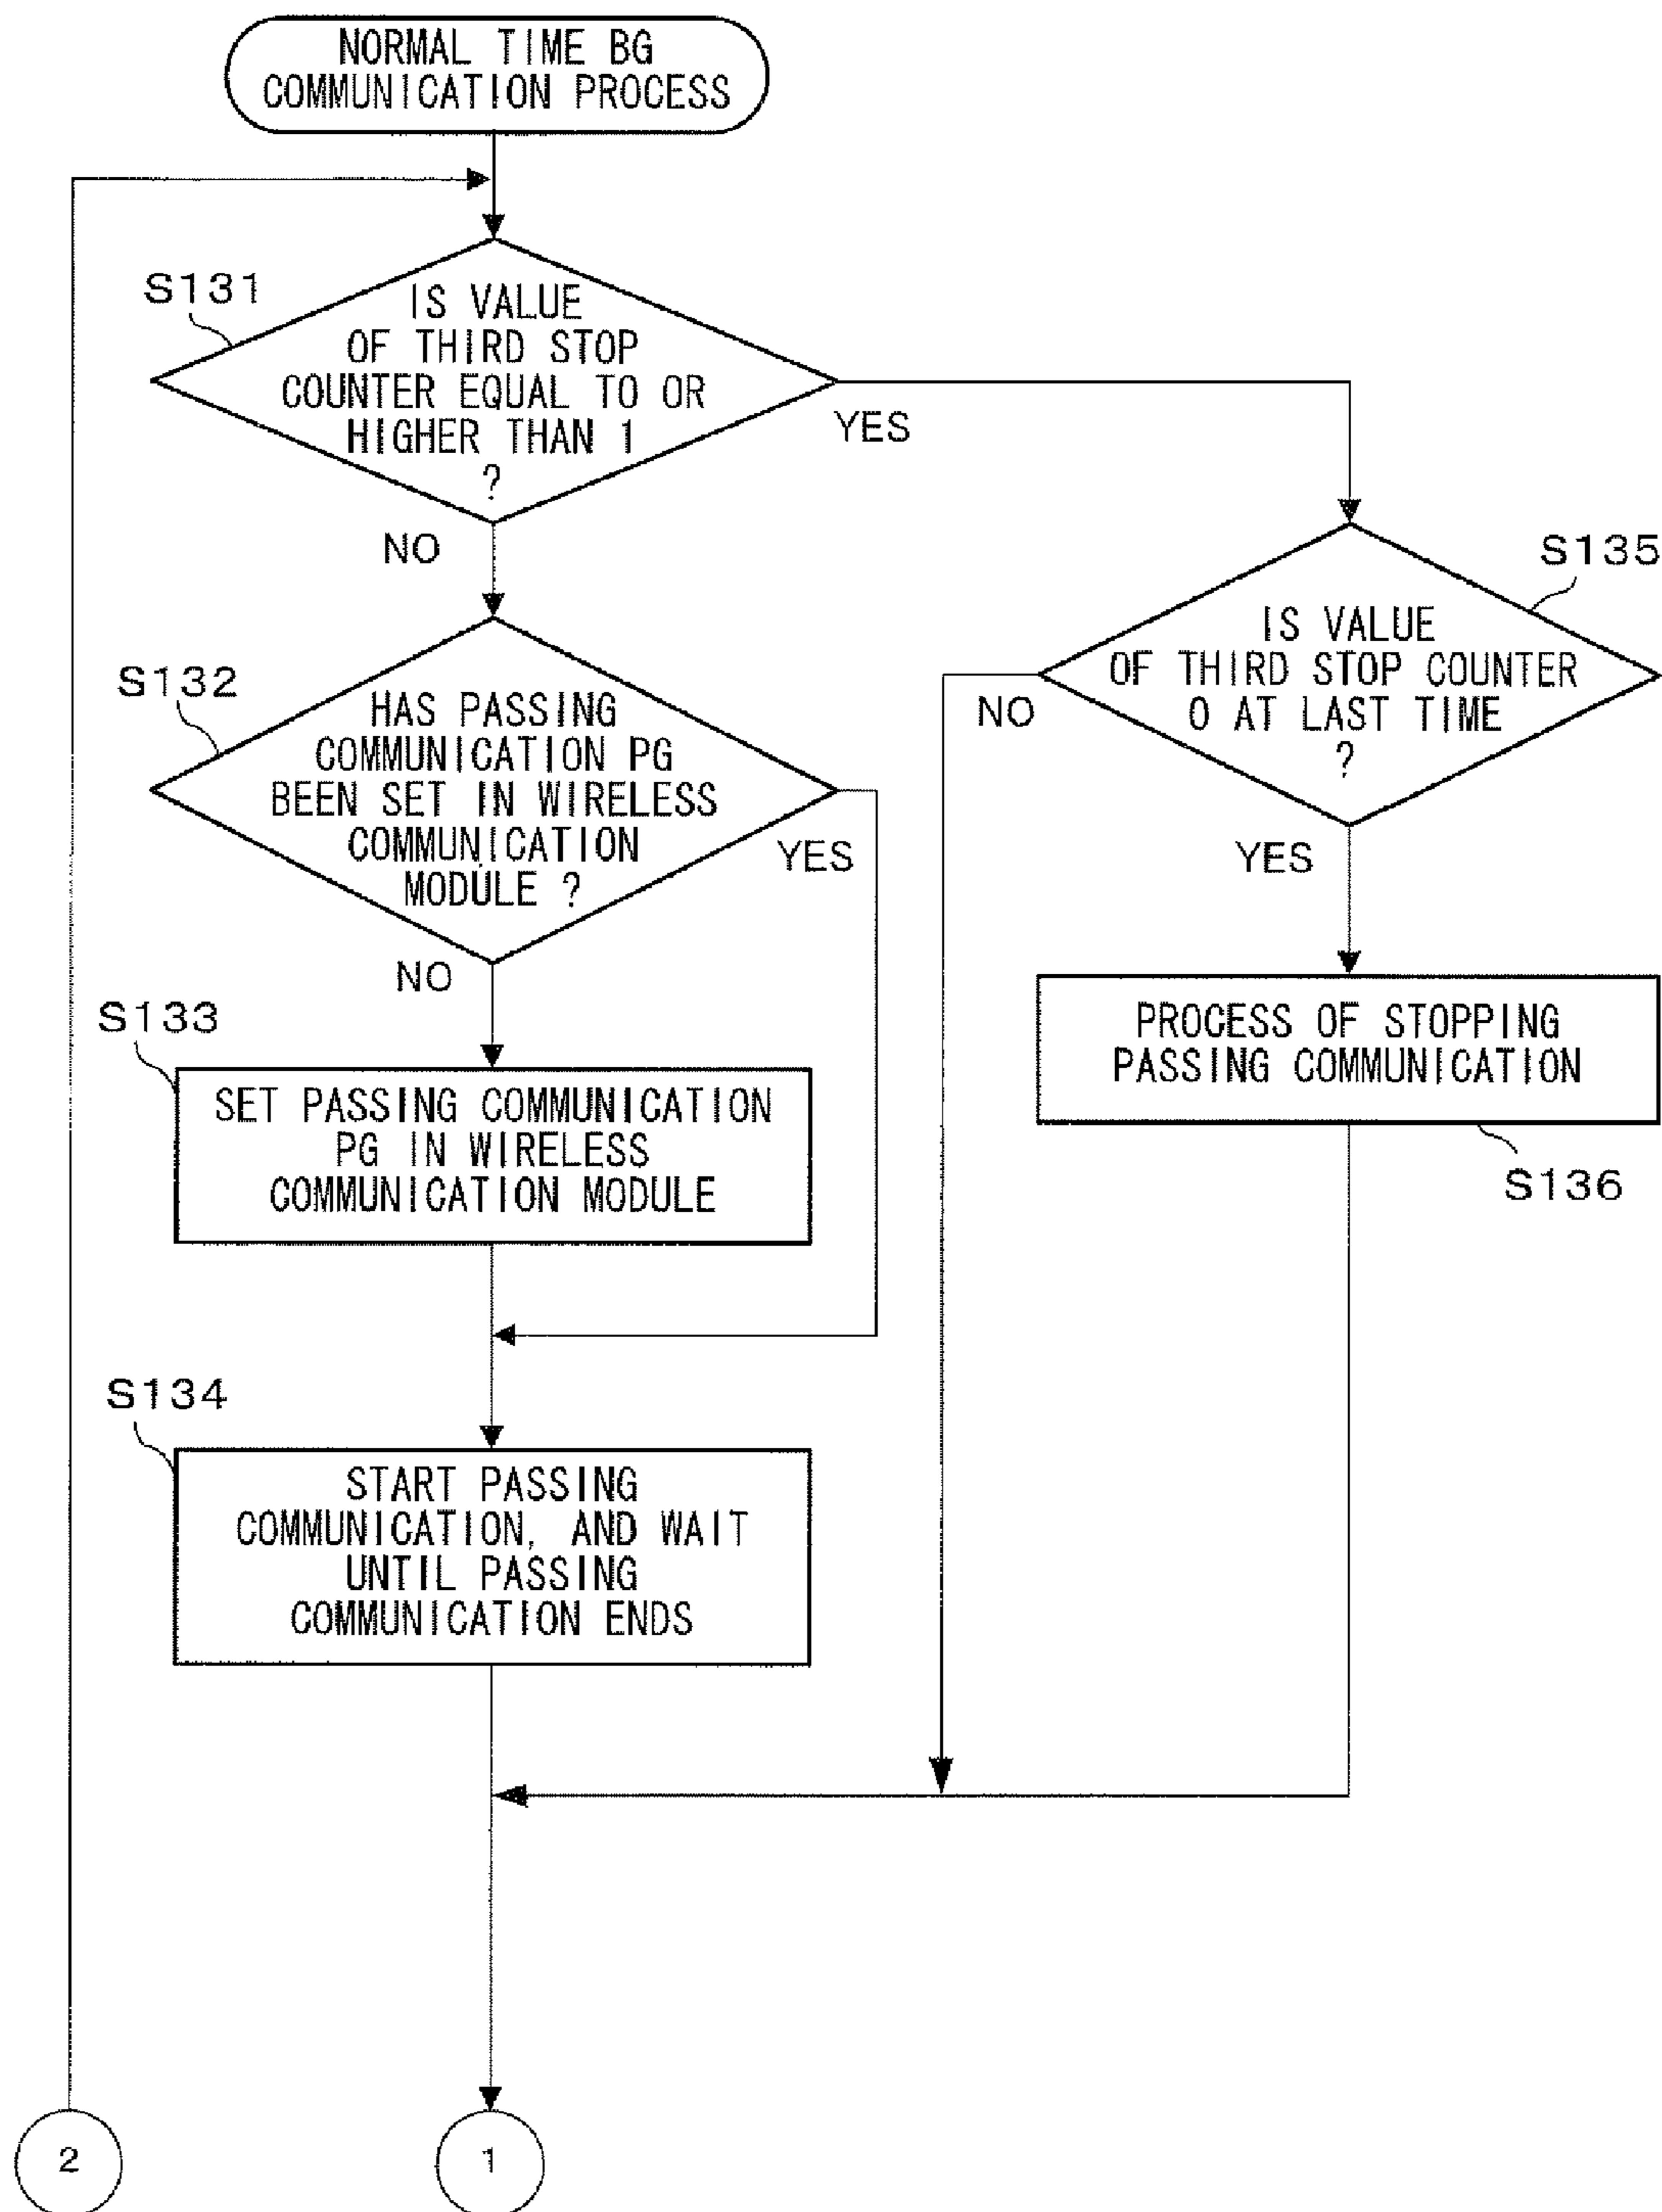 NORMAL TIME BG
COMMUNICATION PROCESS
S131
IS VALUE
OF THIRD STOP
COUNTER EQUAL TO OR
HIGHER THAN 1
?
YES
NO
S135
IS VALUE
OF THIRD STOP COUNTER
0 AT LAST TIME
?
NO
YES
S132
HAS PASSING
COMMUNICATION PG
BEEN SET IN WIRELESS
COMMUNICATION
MODULE ?
YES
NO
S133
SET PASSING COMMUNICATION
PG IN WIRELESS
COMMUNICATION MODULE
PROCESS OF STOPPING
PASSING COMMUNICATION
S136
S134
START PASSING
COMMUNICATION, AND WAIT
UNTIL PASSING
COMMUNICATION ENDS
2
1